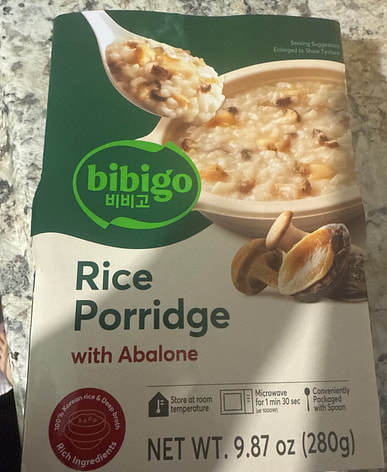 Serving Suggestion
Enlarged to Show Texture
bibigo
비비고
Rice
Porridge
with Abalone
100% Korean rice & Deep broth
Rich Ingredients
Store at room
temperature
Microwave
for 1 min 30 sec
(at 1000W)
Conveniently
Packaged
with Spoon
NET WT. 9.87 oz (280g)